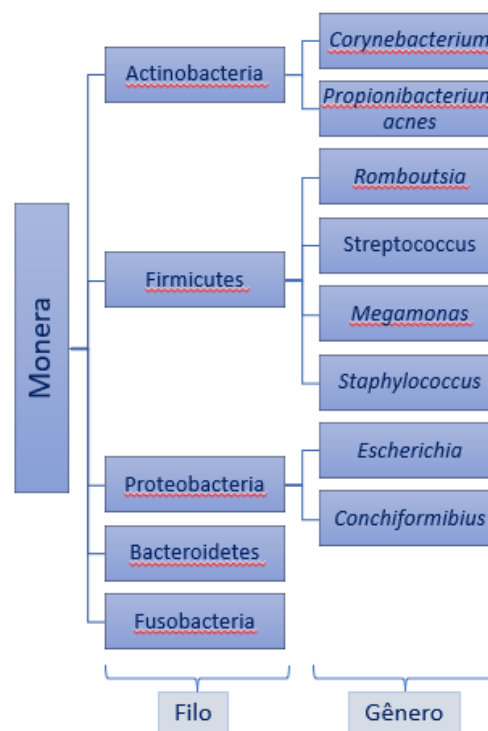 Monera
Actinobacteria
Corynebacterium
Propionibacterium
acnes
Firmicutes
Romboutsia
Streptococcus
Megamonas
Staphylococcus
Proteobacteria
Escherichia
Conchiformibius
Bacteroidetes
Fusobacteria
Filo
Gênero